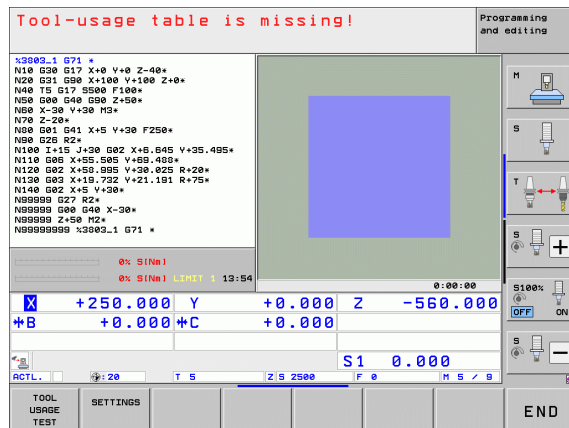 Tool-usage table is missing!
Programming
and editing
%3803_1 G71 *
N10 G30 G17 X+0 Y+0 Z-40*
N20 G31 G90 X+100 Y+100 Z+0*
N40 T5 G17 S500 F100*
N50 G00 G40 G90 Z+50*
N60 X-30 Y+30 M3*
N70 Z-20*
N80 G01 G41 X+5 Y+30 F250*
N90 G26 R2*
N100 I+15 J+30 G02 X+6.645 Y+35.495*
N110 G06 X+55.505 Y+69.488*
N120 G02 X+58.995 Y+30.025 R+20*
N130 G03 X+19.732 Y+21.191 R+75*
N140 G02 X+5 Y+30*
N99999 G27 R2*
N99999 G00 G40 X-30*
N99999 Z+50 M2*
N99999999 %3803_1 G71 *
0% S[Nm]
0% S[Nm] LIMIT 1 13:54
0:00:00
M
S
T
S
S100%
OFF ON
S
X +250.000 Y +0.000 Z -560.000
B +0.000 C +0.000
S1 0.000
ACTL. : 20 T 5 Z S 2500 F 0 M 5 / 9
TOOL
USAGE
TEST
SETTINGS
END